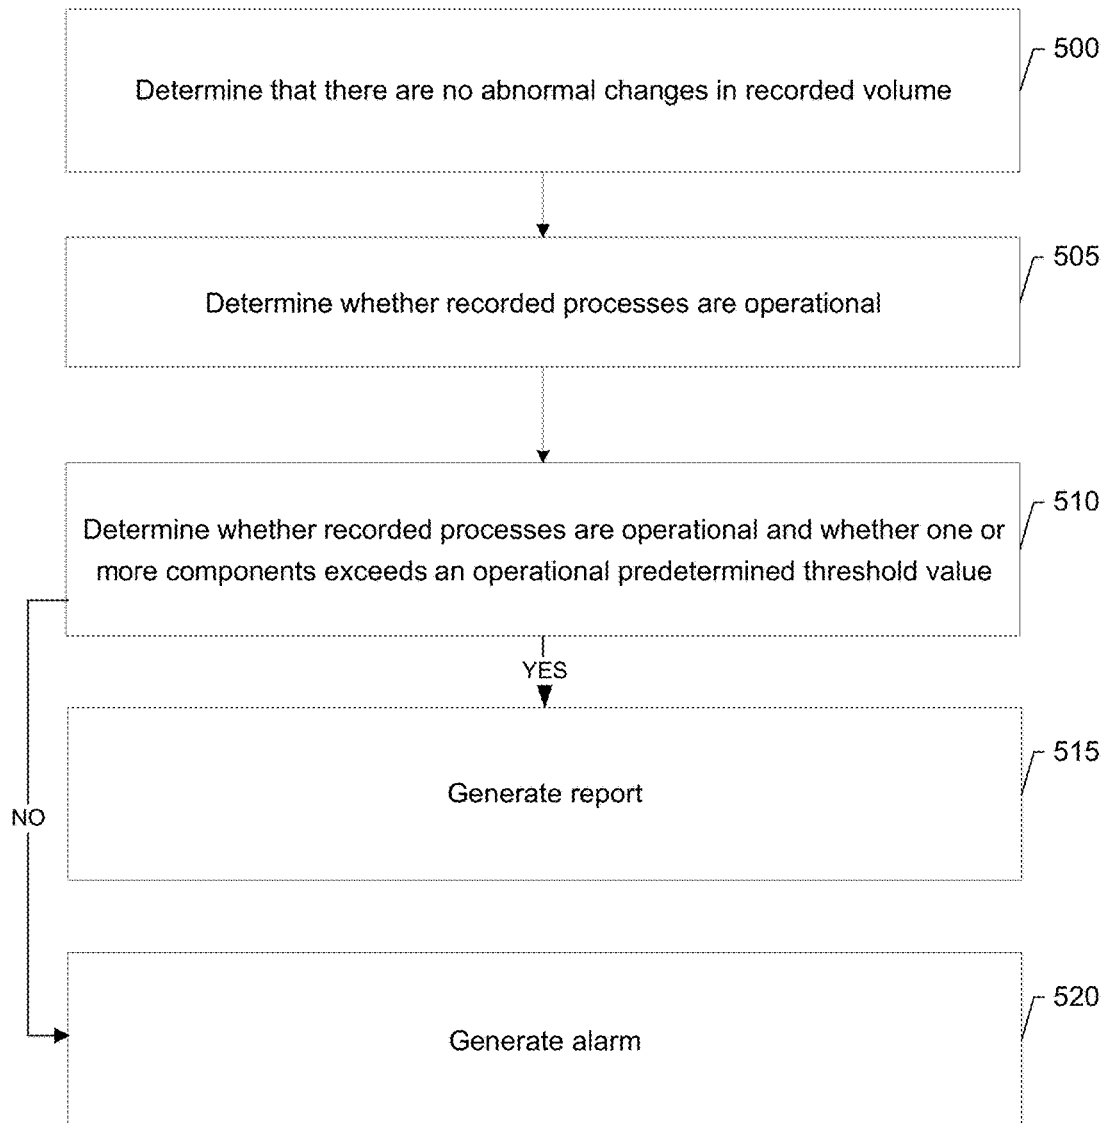 500
Determine that there are no abnormal changes in recorded volume
505
Determine whether recorded processes are operational
510
Determine whether recorded processes are operational and whether one or
more components exceeds an operational predetermined threshold value
YES
515
Generate report
NO
520
Generate alarm